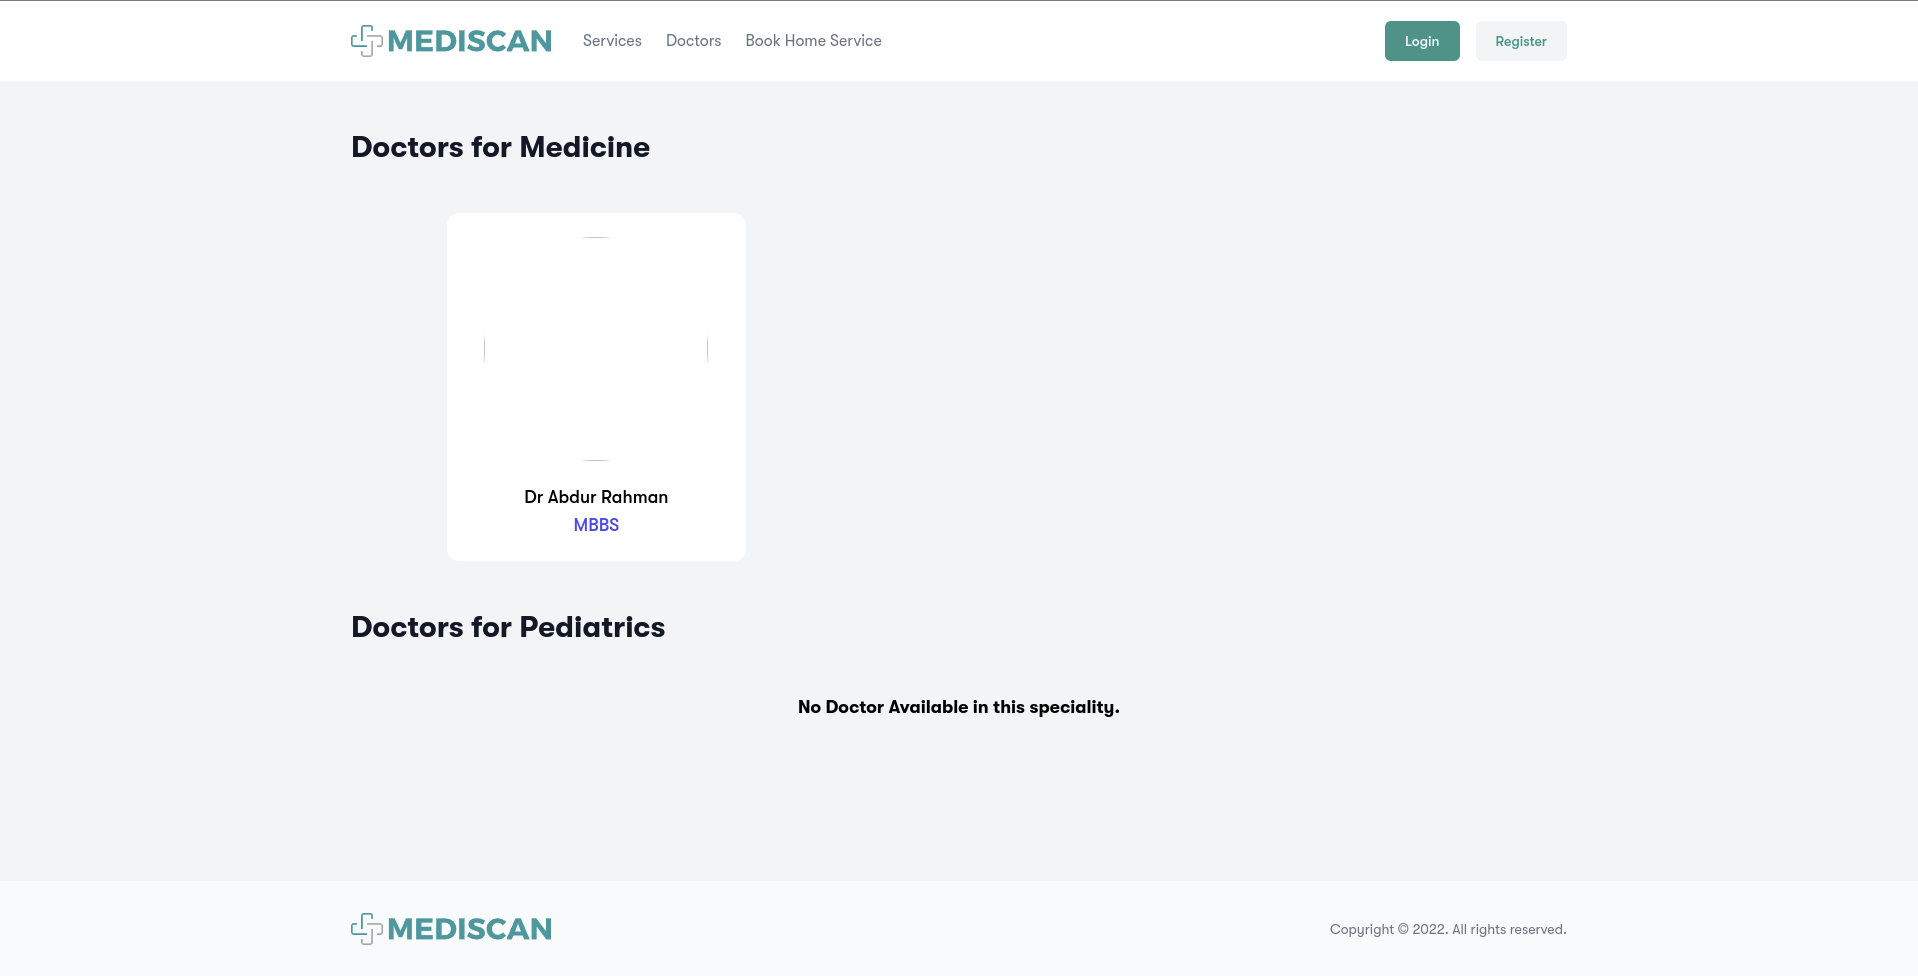 MEDISCAN Services Doctors Book Home Service Login Register
Doctors for Medicine
Dr Abdur Rahman
MBBS
Doctors for Pediatrics
No Doctor Available in this speciality.
MEDISCAN Copyright © 2022. All rights reserved.